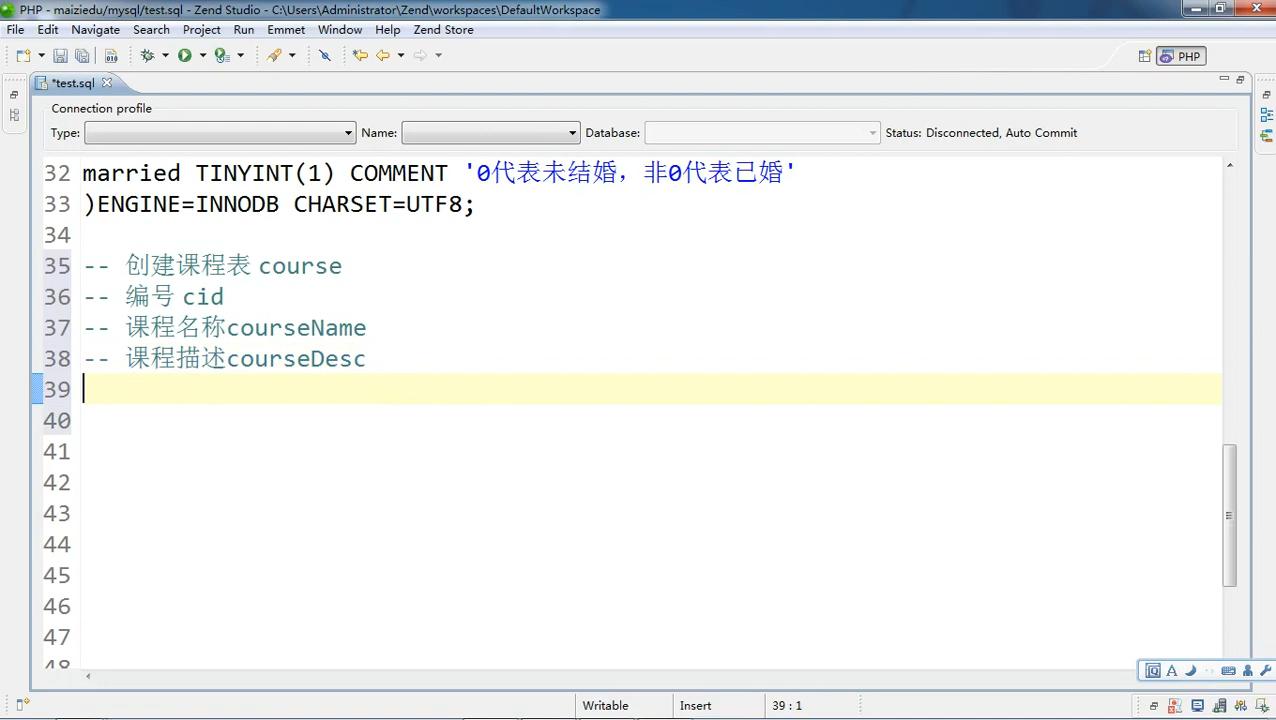 PHP - maiziedu/mysql/test.sql - Zend Studio - C:\Users\Administrator\Zend\workspaces\DefaultWorkspace
File Edit Navigate Search Project Run Emmet Window Help Zend Store
PHP
*test.sql
Connection profile
Type: Name: Database: Status: Disconnected, Auto Commit
32 married TINYINT(1) COMMENT '0代表未结婚，非0代表已婚'
33 )ENGINE=INNODB CHARSET=UTF8;
34
35 -- 创建课程表 course
36 -- 编号 cid
37 -- 课程名称courseName
38 -- 课程描述courseDesc
39
40
41
42
43
44
45
46
47
48
Writable Insert 39 : 1